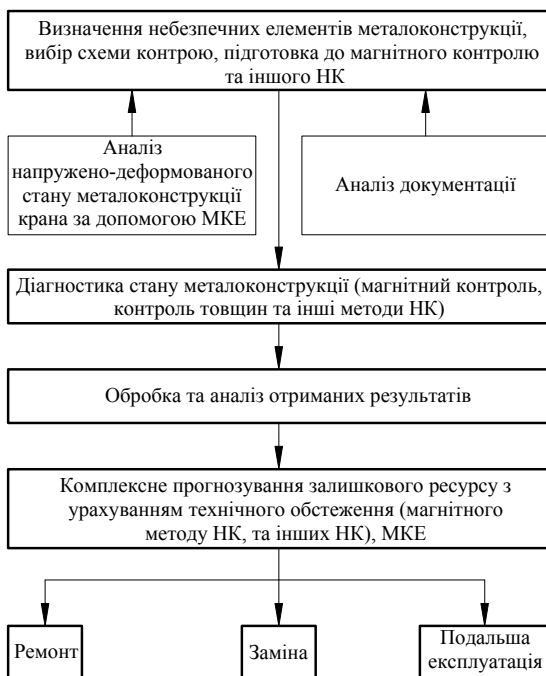 Визначення небезпечних елементів металоконструкції,
вибір схеми контрою, підготовка до магнітного контролю
та іншого НК
Аналіз
напружено-деформованого
стану металоконструкції
крана за допомогою МКЕ
Аналіз документації
Діагностика стану металоконструкції (магнітний контроль,
контроль товщин та інші методи НК)
Обробка та аналіз отриманих результатів
Комплексне прогнозування залишкового ресурсу з
урахуванням технічного обстеження (магнітного
методу НК, та інших НК), МКЕ
Ремонт
Заміна
Подальша
експлуатація